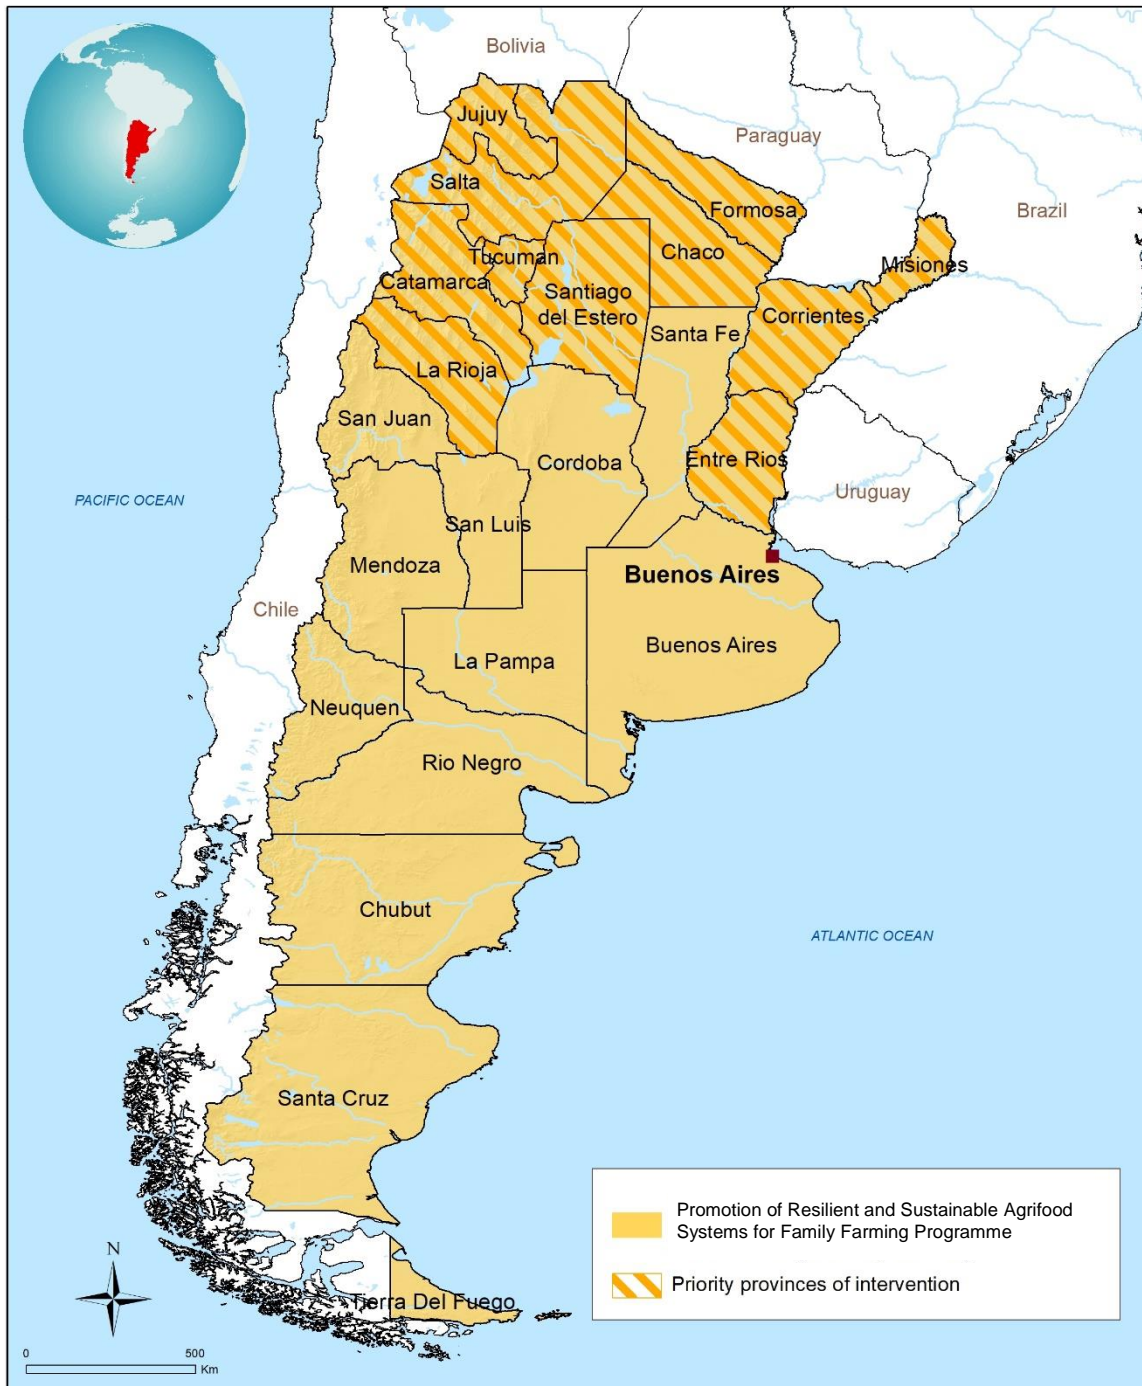 Bolivia
Jujuy
Paraguay
Salta
Formosa
Brazil
Chaco
Tucuman
Misiones
Catamarca
Santiago
del Estero
Corrientes
Santa Fe
La Rioja
San Juan
Cordoba
Entre Rios
PACIFIC OCEAN
Uruguay
San Luis
Mendoza
Buenos Aires
Chile
Buenos Aires
La Pampa
Neuquen
Rio Negro
Chubut
ATLANTIC OCEAN
Santa Cruz
Promotion of Resilient and Sustainable Agrifood
Systems for Family Farming Programme
N
Priority provinces of intervention
Tierra Del Fuego
0 500
Km